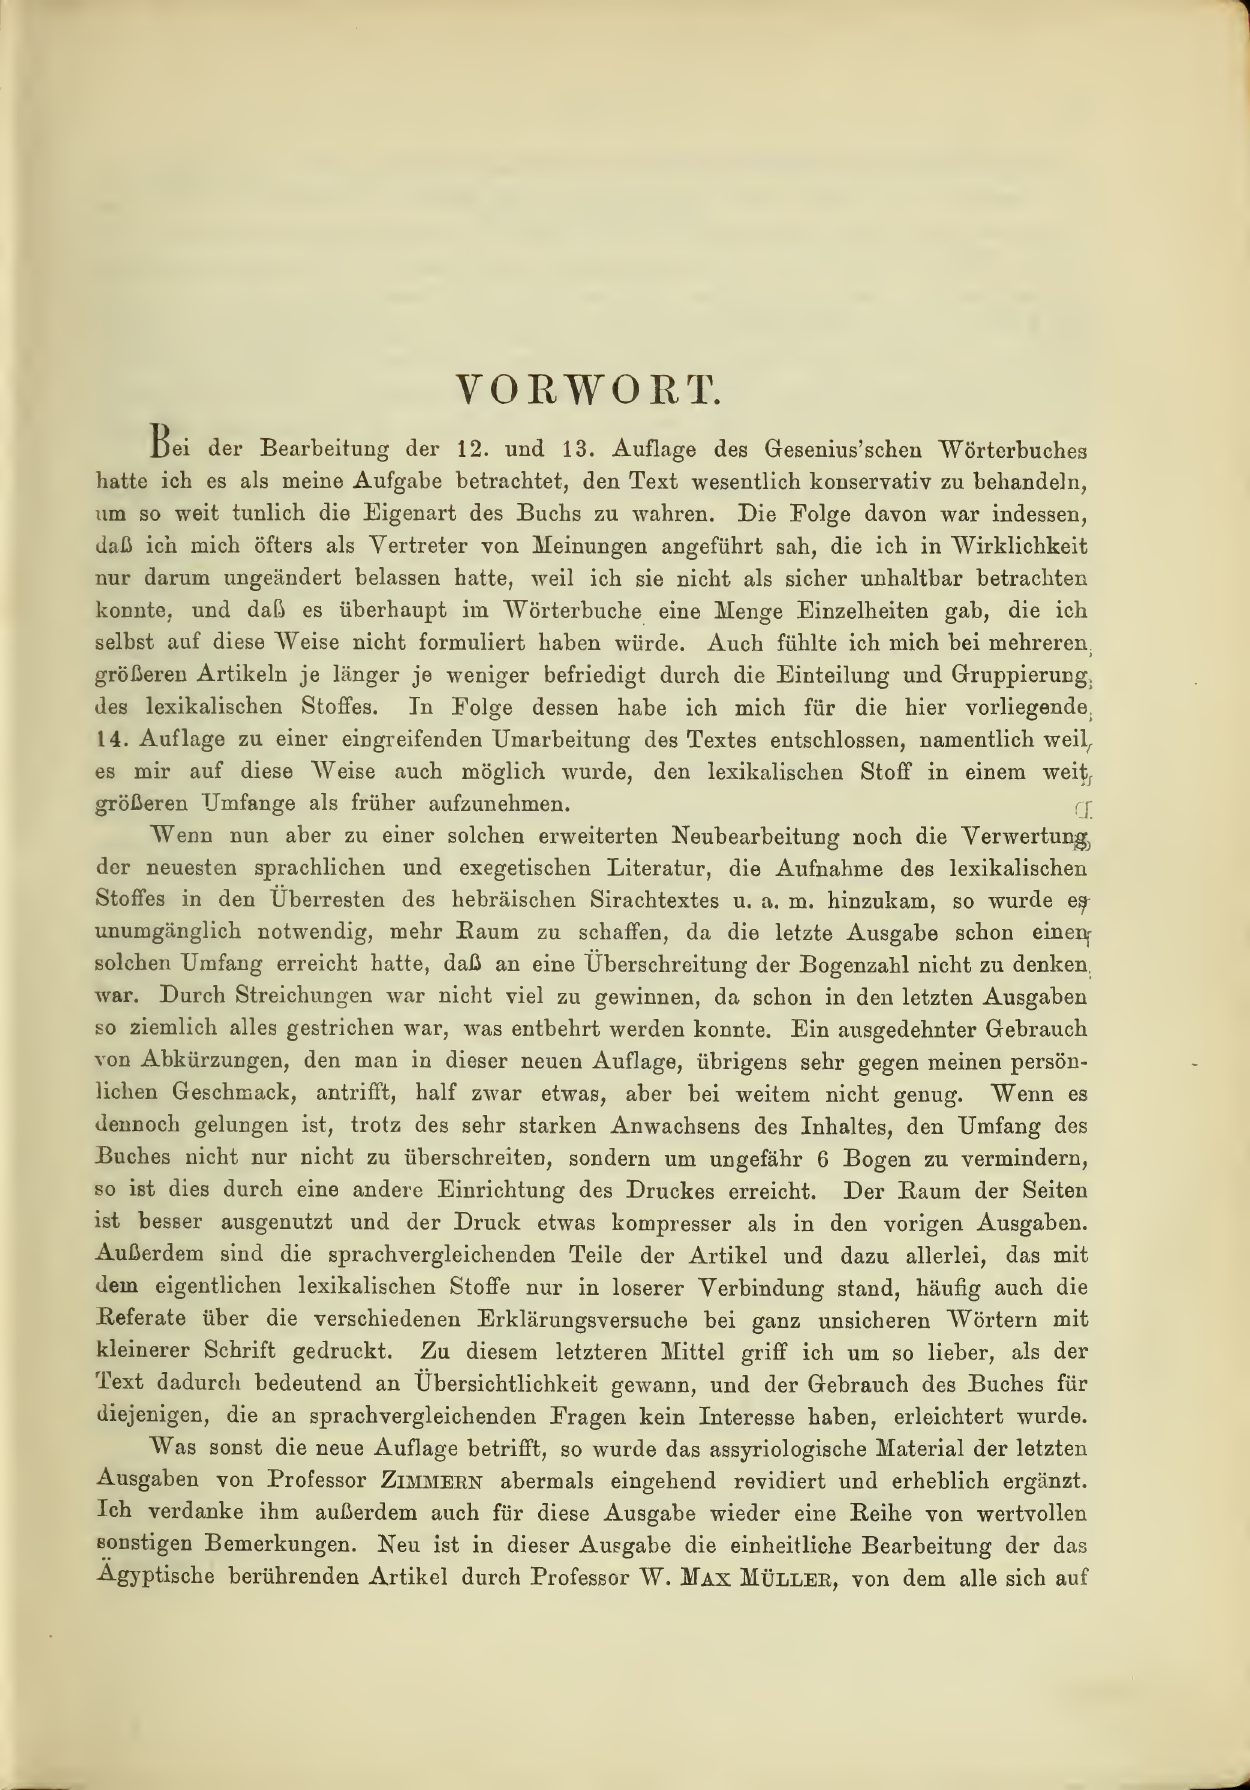 VORWORT.
Bei der Bearbeitung der 12. und 13. Auflage des Gesenius'schen Wörterbuches
hatte ich es als meine Aufgabe betrachtet, den Text wesentlich konservativ zu behandeln,
um so weit tunlich die Eigenart des Buchs zu wahren. Die Folge davon war indessen,
daß ich mich öfters als Vertreter von Meinungen angeführt sah, die ich in Wirklichkeit
nur darum ungeändert belassen hatte, weil ich sie nicht als sicher unhaltbar betrachten
konnte, und daß es überhaupt im Wörterbuche eine Menge Einzelheiten gab, die ich
selbst auf diese Weise nicht formuliert haben würde. Auch fühlte ich mich bei mehreren
größeren Artikeln je länger je weniger befriedigt durch die Einteilung und Gruppierung
des lexikalischen Stoffes. In Folge dessen habe ich mich für die hier vorliegende
14. Auflage zu einer eingreifenden Umarbeitung des Textes entschlossen, namentlich weil
es mir auf diese Weise auch möglich wurde, den lexikalischen Stoff in einem weit
größeren Umfange als früher aufzunehmen.
Wenn nun aber zu einer solchen erweiterten Neubearbeitung noch die Verwertung
der neuesten sprachlichen und exegetischen Literatur, die Aufnahme des lexikalischen
Stoffes in den Überresten des hebräischen Sirachtextes u. a. m. hinzukam, so wurde es
unumgänglich notwendig, mehr Raum zu schaffen, da die letzte Ausgabe schon einen
solchen Umfang erreicht hatte, daß an eine Überschreitung der Bogenzahl nicht zu denken
war. Durch Streichungen war nicht viel zu gewinnen, da schon in den letzten Ausgaben
so ziemlich alles gestrichen war, was entbehrt werden konnte. Ein ausgedehnter Gebrauch
von Abkürzungen, den man in dieser neuen Auflage, übrigens sehr gegen meinen persön-
lichen Geschmack, antrifft, half zwar etwas, aber bei weitem nicht genug. Wenn es
dennoch gelungen ist, trotz des sehr starken Anwachsens des Inhaltes, den Umfang des
Buches nicht nur nicht zu überschreiten, sondern um ungefähr 6 Bogen zu vermindern,
so ist dies durch eine andere Einrichtung des Druckes erreicht. Der Raum der Seiten
ist besser ausgenutzt und der Druck etwas kompresser als in den vorigen Ausgaben.
Außerdem sind die sprachvergleichenden Teile der Artikel und dazu allerlei, das mit
dem eigentlichen lexikalischen Stoffe nur in loserer Verbindung stand, häufig auch die
Referate über die verschiedenen Erklärungsversuche bei ganz unsicheren Wörtern mit
kleinerer Schrift gedruckt. Zu diesem letzteren Mittel griff ich um so lieber, als der
Text dadurch bedeutend an Übersichtlichkeit gewann, und der Gebrauch des Buches für
diejenigen, die an sprachvergleichenden Fragen kein Interesse haben, erleichtert wurde.
Was sonst die neue Auflage betrifft, so wurde das assyriologische Material der letzten
Ausgaben von Professor ZIMMERN abermals eingehend revidiert und erheblich ergänzt.
Ich verdanke ihm außerdem auch für diese Ausgabe wieder eine Reihe von wertvollen
sonstigen Bemerkungen. Neu ist in dieser Ausgabe die einheitliche Bearbeitung der das
Ägyptische berührenden Artikel durch Professor W. MAX MÜLLER, von dem alle sich auf